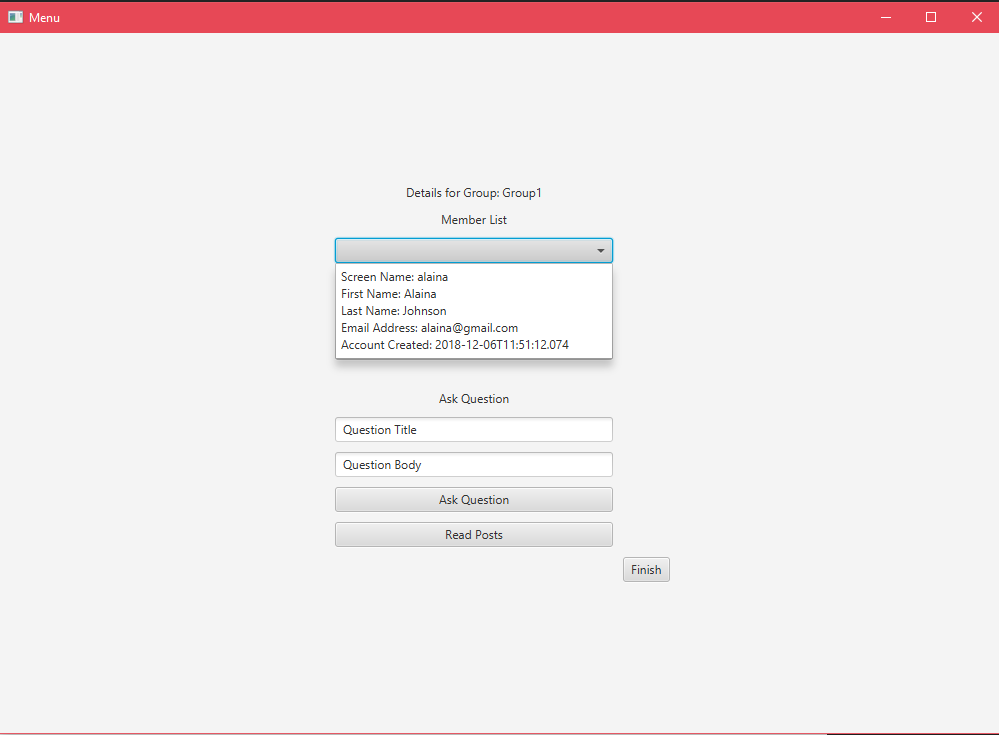 Menu
Details for Group: Group1
Member List
Screen Name: alaina
First Name: Alaina
Last Name: Johnson
Email Address: alaina@gmail.com
Account Created: 2018-12-06T11:51:12.074
Ask Question
Question Title
Question Body
Ask Question
Read Posts
Finish